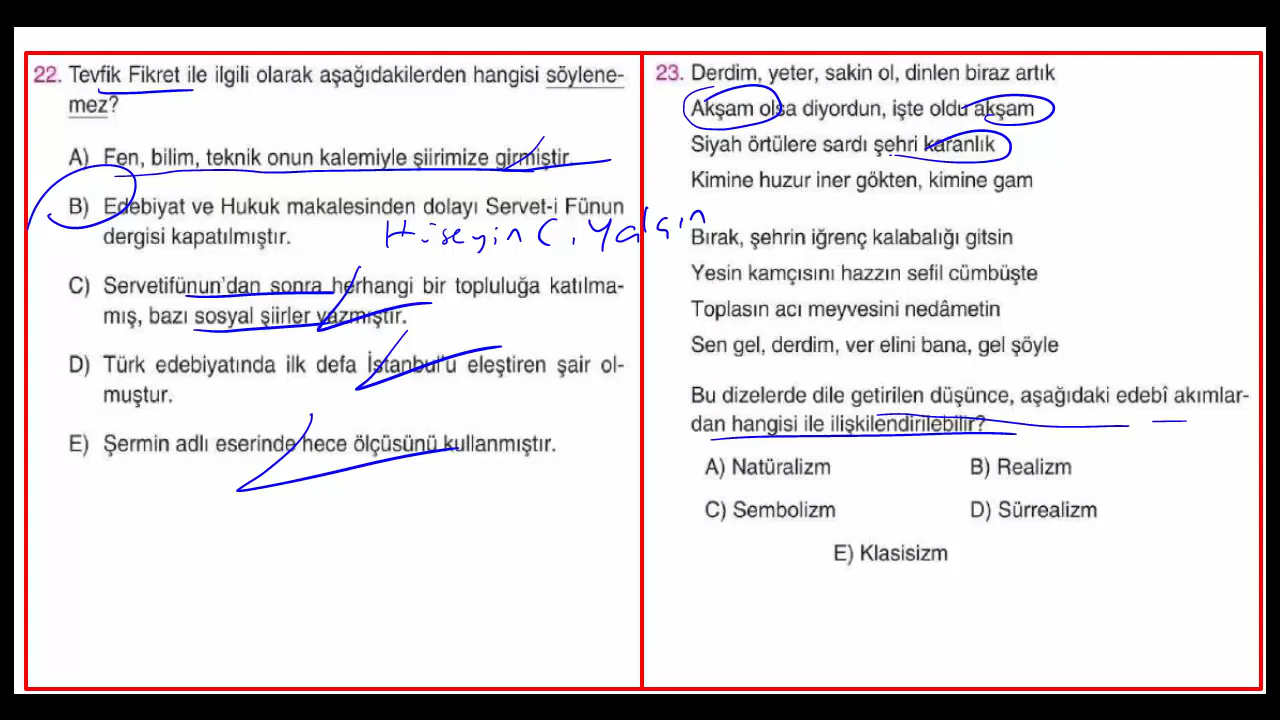 22. Tevfik Fikret ile ilgili olarak aşağıdakilerden hangisi söylene-
mez?
A) Fen, bilim, teknik onun kalemiyle şiirimize girmiştir.
B) Edebiyat ve Hukuk makalesinden dolayı Servet-i Fünun
dergisi kapatılmıştır.
Hüseyin C. Yalçın
C) Servetifünun'dan sonra herhangi bir topluluğa katılma-
mış, bazı sosyal şiirler yazmıştır.
D) Türk edebiyatında ilk defa İstanbul'u eleştiren şair ol-
muştur.
E) Şermin adlı eserinde hece ölçüsünü kullanmıştır.
23. Derdim, yeter, sakin ol, dinlen biraz artık
Akşam olsa diyordun, işte oldu akşam
Siyah örtülere sardı şehri karanlık
Kimine huzur iner gökten, kimine gam
Bırak, şehrin iğrenç kalabalığı gitsin
Yesin kamçısını hazzın sefil cümbüşte
Toplasın acı meyvesini nedâmetin
Sen gel, derdim, ver elini bana, gel şöyle
Bu dizelerde dile getirilen düşünce, aşağıdaki edebî akımlar-
dan hangisi ile ilişkilendirilebilir?
A) Natüralizm
B) Realizm
C) Sembolizm
D) Sürrealizm
E) Klasisizm